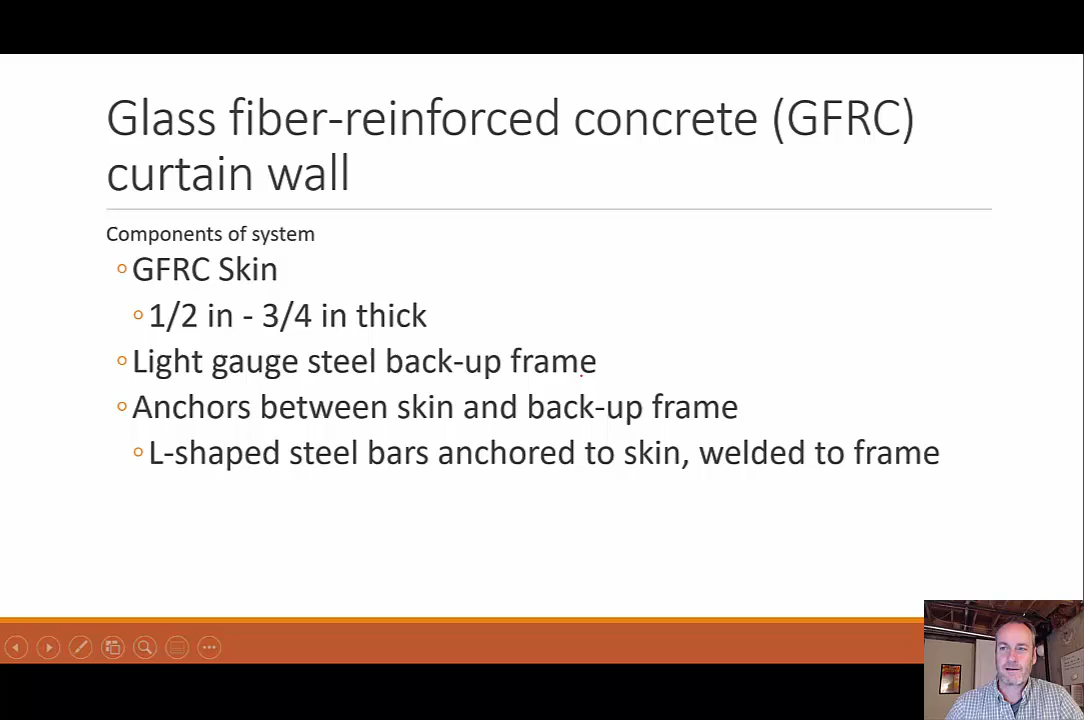 Glass fiber-reinforced concrete (GFRC)
curtain wall
Components of system
GFRC Skin
1/2 in - 3/4 in thick
Light gauge steel back-up frame
Anchors between skin and back-up frame
L-shaped steel bars anchored to skin, welded to frame